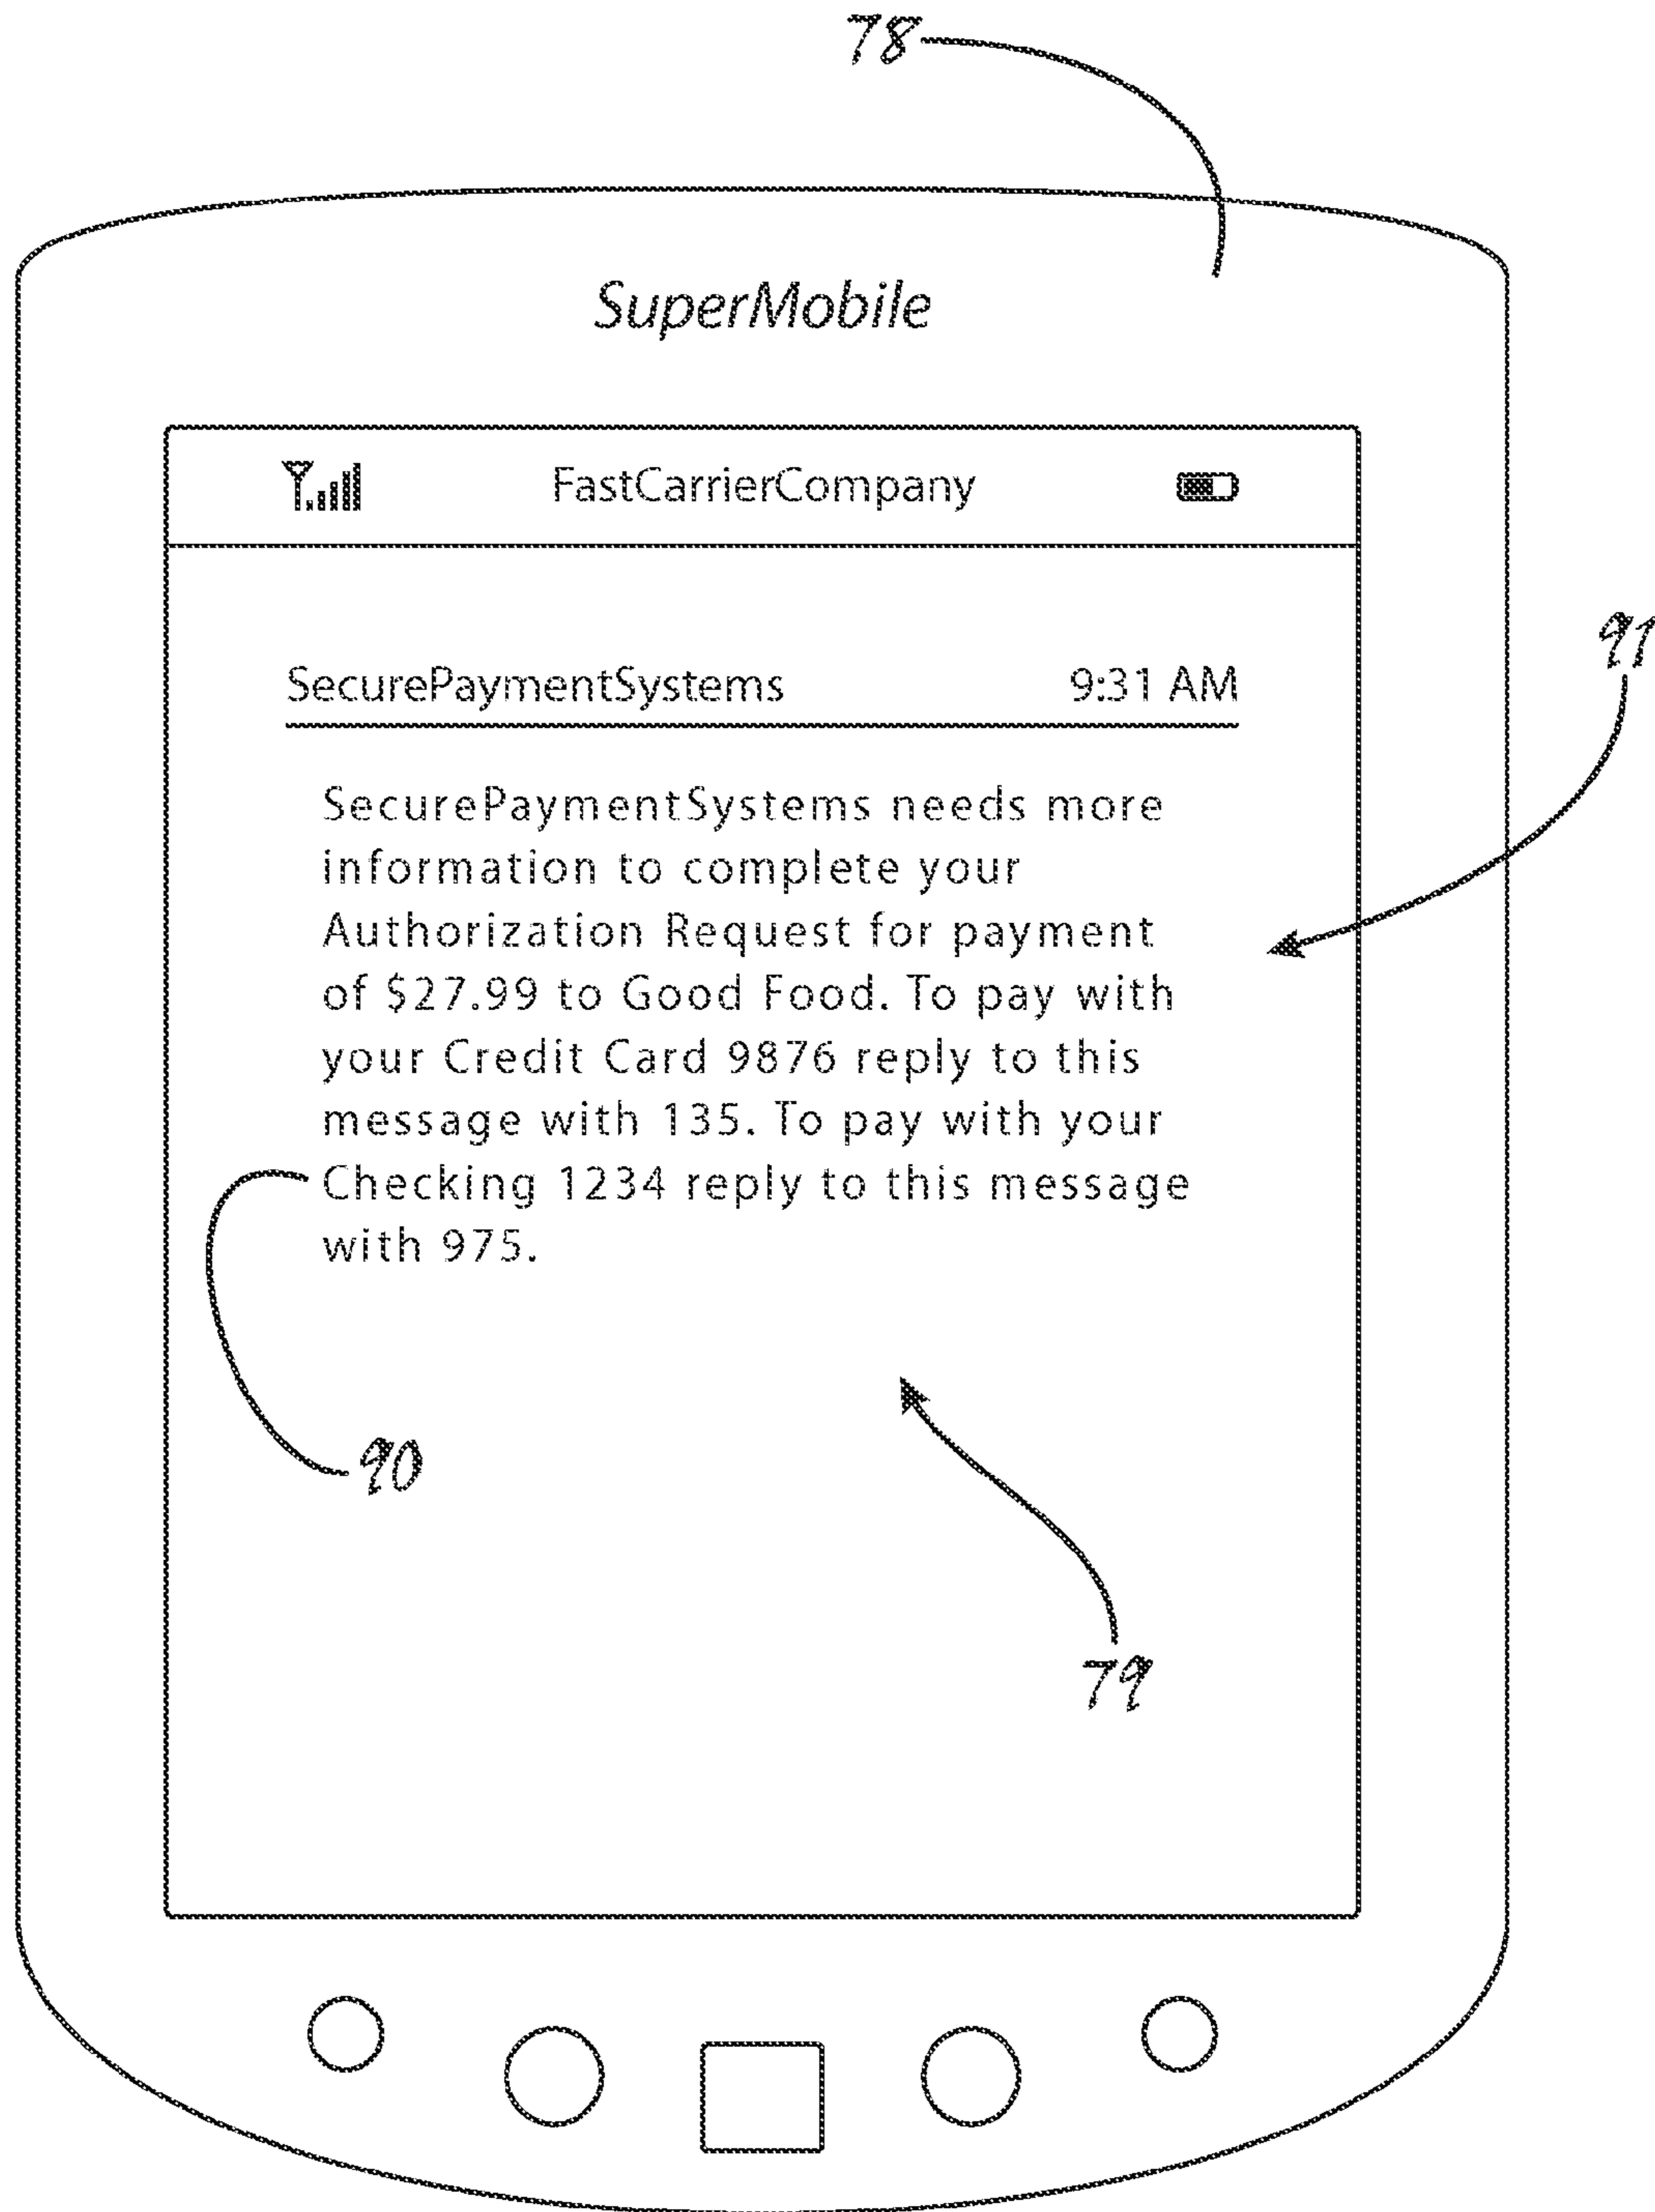 78
SuperMobile
FastCarrierCompany
91
SecurePaymentSystems 9:31 AM
SecurePaymentSystems needs more
information to complete your
Authorization Request for payment
of $27.99 to Good Food. To pay with
your Credit Card 9876 reply to this
message with 135. To pay with your
Checking 1234 reply to this message
with 975.
90
79